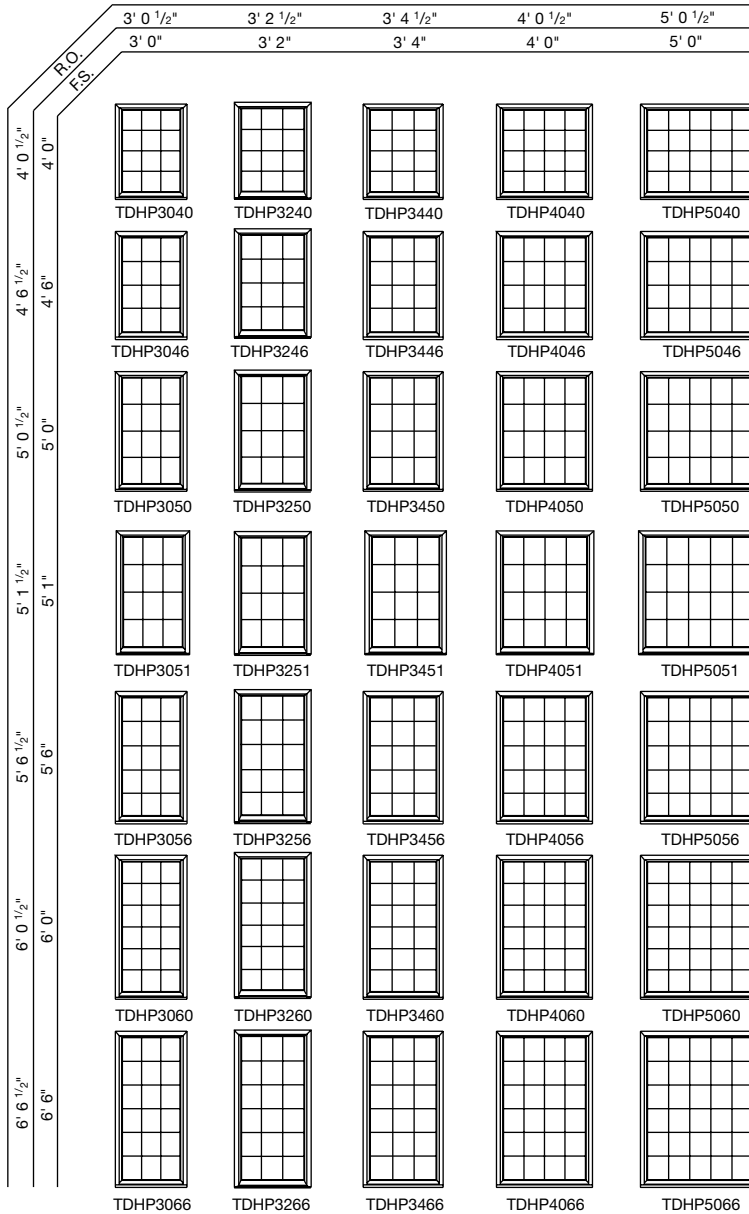 3' 0 1/2" 3' 2 1/2" 3' 4 1/2" 4' 0 1/2" 5' 0 1/2"
R.O.
3' 0" 3' 2" 3' 4" 4' 0" 5' 0"
F.S.
4' 0 1/2" 4' 0"
TDHP3040 TDHP3240 TDHP3440 TDHP4040 TDHP5040
4' 6 1/2" 4' 6"
TDHP3046 TDHP3246 TDHP3446 TDHP4046 TDHP5046
5' 0 1/2" 5' 0"
TDHP3050 TDHP3250 TDHP3450 TDHP4050 TDHP5050
5' 1 1/2" 5' 1"
TDHP3051 TDHP3251 TDHP3451 TDHP4051 TDHP5051
5' 6 1/2" 5' 6"
TDHP3056 TDHP3256 TDHP3456 TDHP4056 TDHP5056
6' 0 1/2" 6' 0"
TDHP3060 TDHP3260 TDHP3460 TDHP4060 TDHP5060
6' 6 1/2" 6' 6"
TDHP3066 TDHP3266 TDHP3466 TDHP4066 TDHP5066